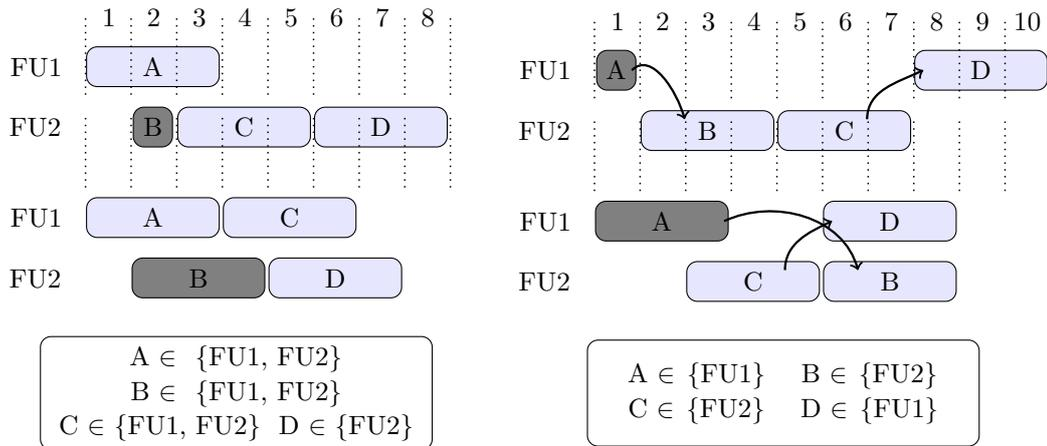 1 2 3 4 5 6 7 8
FU1 A
FU2 B C D
FU1 A C
FU2 B D
A ∈ {FU1, FU2}
B ∈ {FU1, FU2}
C ∈ {FU1, FU2} D ∈ {FU2}
1 2 3 4 5 6 7 8 9 10
FU1 A D
FU2 B C
FU1 A D
FU2 C B
A ∈ {FU1} B ∈ {FU2}
C ∈ {FU2} D ∈ {FU1}